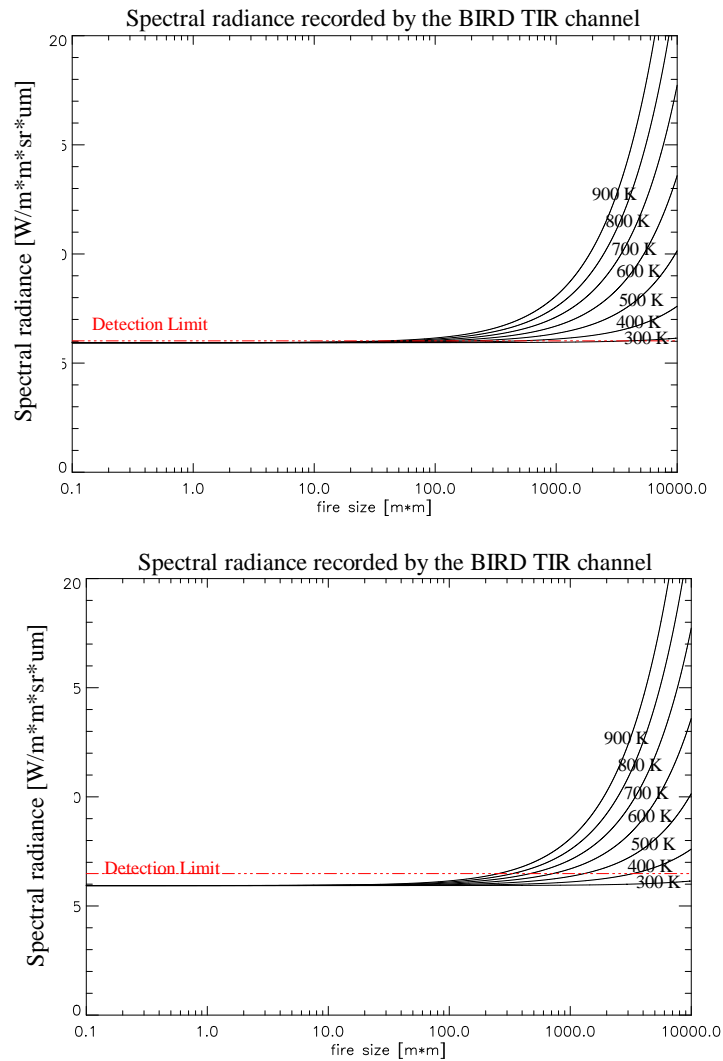 Spectral radiance recorded by the BIRD TIR channel
Spectral radiance [W/m*m*sr*um]
20
5
0
5
0
900 K
800 K
700 K
600 K
500 K
400 K
300 K
Detection Limit
0.1 1.0 10.0 100.0 1000.0 10000.0
fire size [m*m]
Spectral radiance recorded by the BIRD TIR channel
Spectral radiance [W/m*m*sr*um]
20
5
0
5
0
900 K
800 K
700 K
600 K
500 K
400 K
300 K
Detection Limit
0.1 1.0 10.0 100.0 1000.0 10000.0
fire size [m*m]